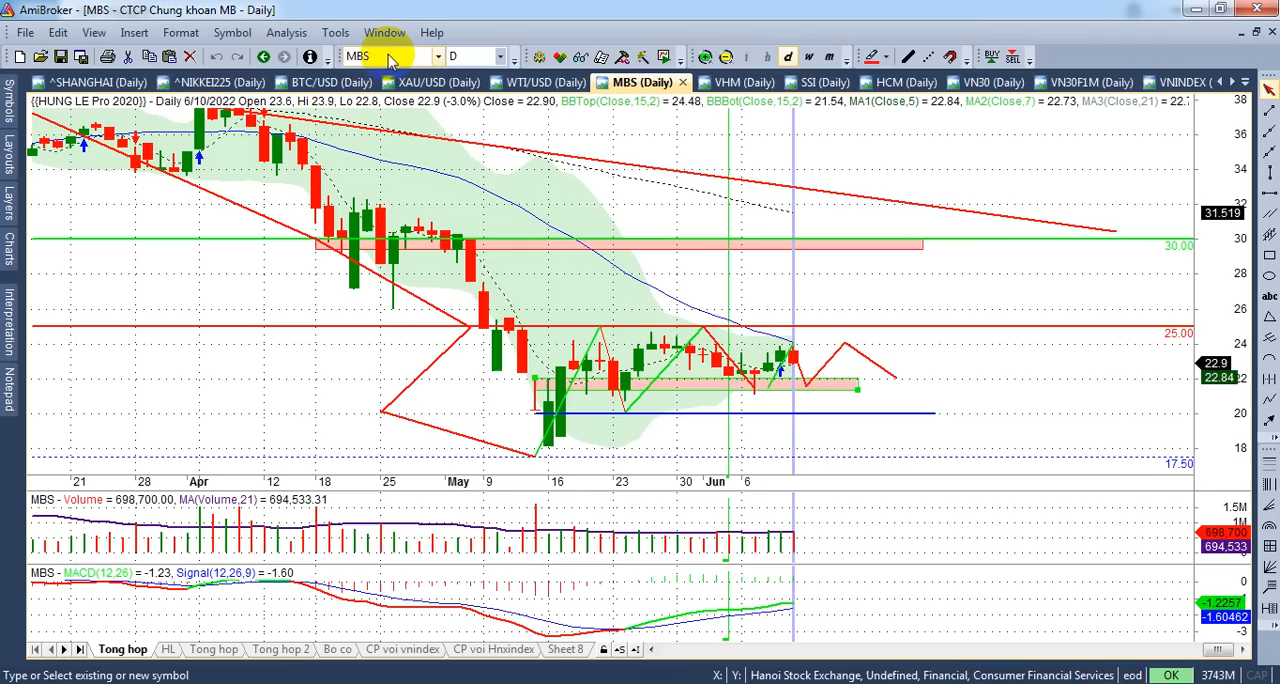 AmiBroker - [MBS - CTCP Chung khoan MB - Daily]
File Edit View Insert Format Symbol Analysis Tools Window Help
MBS D i h d w m BUY SELL
^SHANGHAI (Daily) ^NIKKEI225 (Daily) BTC/USD (Daily) XAU/USD (Daily) WTI/USD (Daily) MBS (Daily) VHM (Daily) SSI (Daily) HCM (Daily) VN30 (Daily) VN30F1M (Daily) VNINDEX (
Symbols
Layouts
Layers
Charts
Interpretation
Notepad
abc
{{HUNG LE Pro 2020}} - Daily 6/10/2022 Open 23.6, Hi 23.9, Lo 22.8, Close 22.9 (-3.0%) Close = 22.90, BBTop(Close,15,2) = 24.48, BBBot(Close,15,2) = 21.54, MA1(Close,5) = 22.84, MA2(Close,7) = 22.73, MA3(Close,21) = 22.7
38
36
34
32
31.519
30
30.00
28
26
25.00
24
22.9
22.84
22
20
18
17.50
21 28 Apr 12 18 25 May 9 16 23 30 Jun 6
MBS - Volume = 698,700.00, MA(Volume,21) = 694,533.31
1.5M
1M
698,700
694,533
MBS - MACD(12,26) = -1.23, Signal(12,26,9) = -1.60
0
-1.2257
-1.60462
-3
Tong hop HL Tong hop Tong hop 2 Bo co CP voi vnindex CP voi Hnxindex Sheet 8
Type or Select existing or new symbol X: Y: Hanoi Stock Exchange, Undefined, Financial, Consumer Financial Services eod OK 3743M CAP